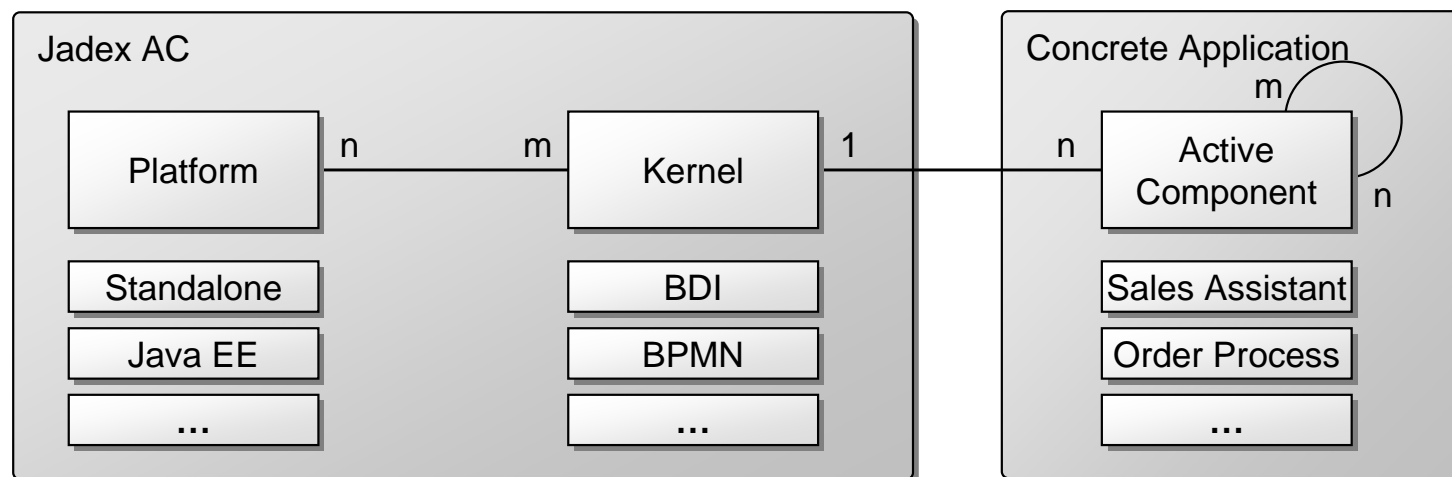 Jadex AC
Platform
n
m
Kernel
1
Standalone
Java EE
...
BDI
BPMN
...
Concrete Application
n
Active
Component
m
n
Sales Assistant
Order Process
...